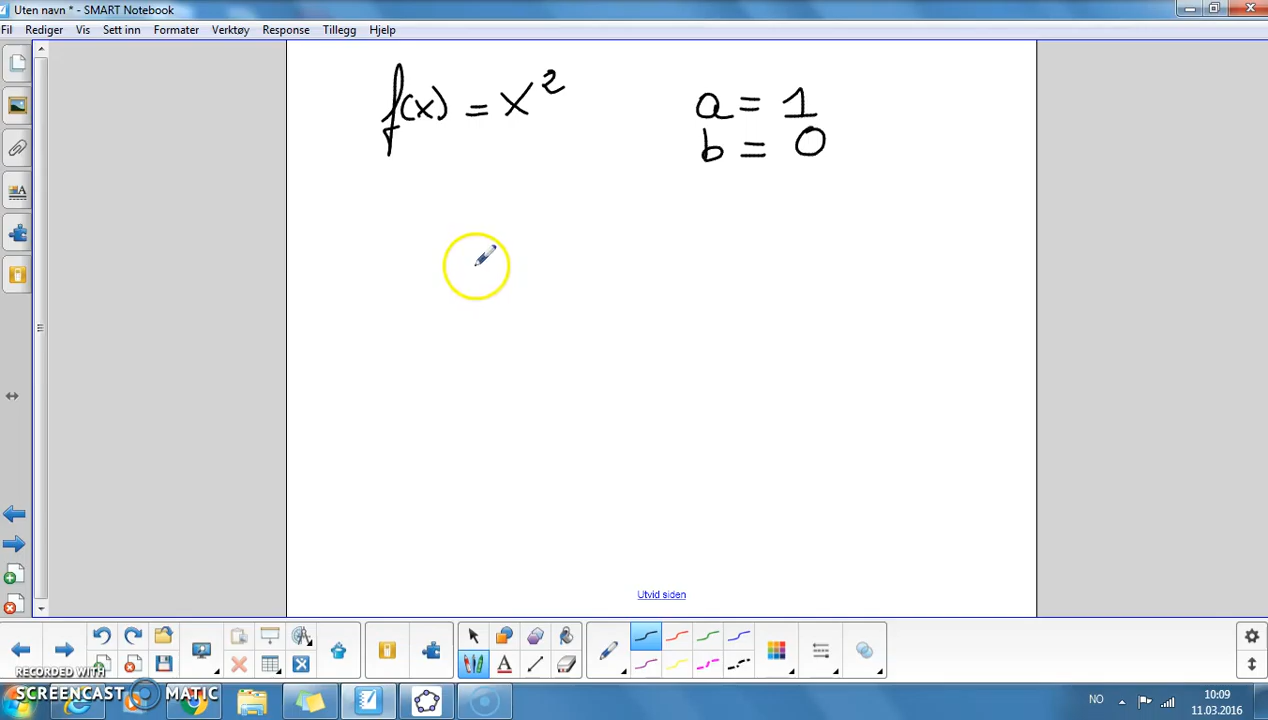 Uten navn * - SMART Notebook
Fil Rediger Vis Sett inn Formater Verktøy Response Tillegg Hjelp
f(x) = x²
a = 1
b = 0
Utvid siden
RECORDED WITH
SCREENCAST MATIC
NO
10:09
11.03.2016